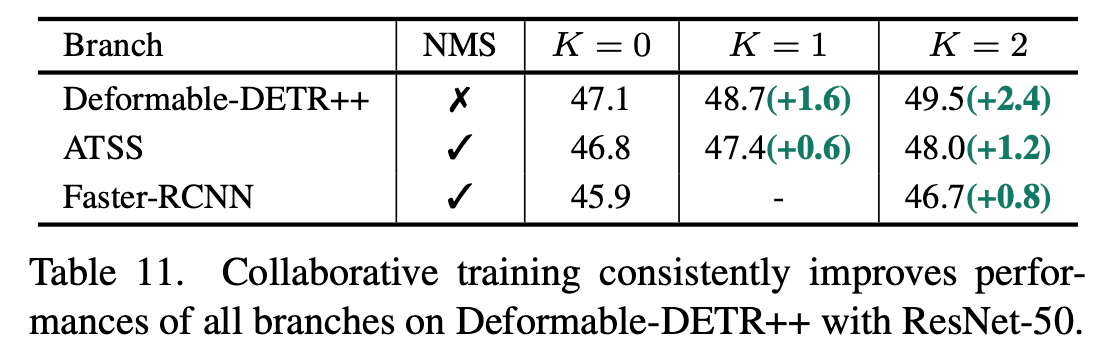 Branch NMS K = 0 K = 1 K = 2
Deformable-DETR++ ✗ 47.1 48.7(+1.6) 49.5(+2.4)
ATSS ✓ 46.8 47.4(+0.6) 48.0(+1.2)
Faster-RCNN ✓ 45.9 - 46.7(+0.8)
Table 11. Collaborative training consistently improves perfor-
mances of all branches on Deformable-DETR++ with ResNet-50.